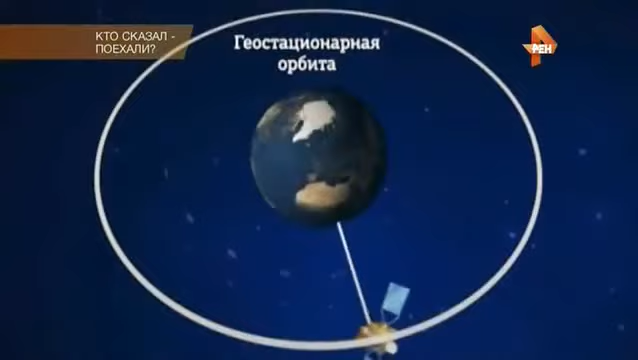 КТО СКАЗАЛ -
ПОЕХАЛИ?
Геостационарная
орбита
РЕН